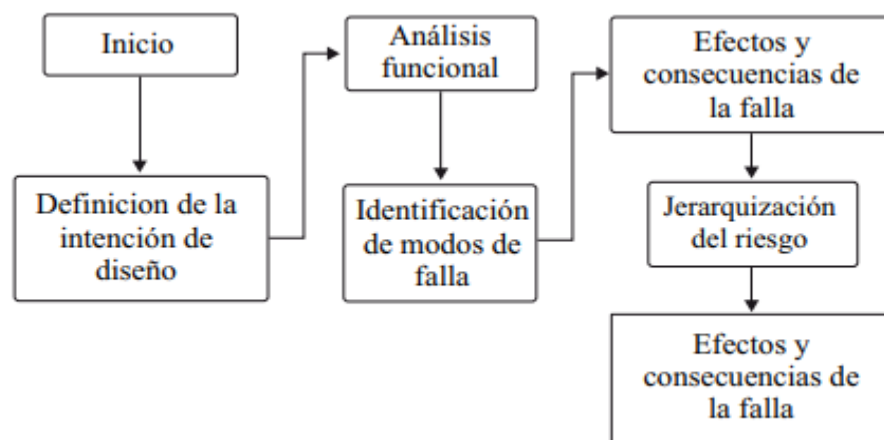 Inicio
Definicion de la
intención de
diseño
Análisis
funcional
Identificación
de modos de
falla
Efectos y
consecuencias de
la falla
Jerarquización
del riesgo
Efectos y
consecuencias de
la falla